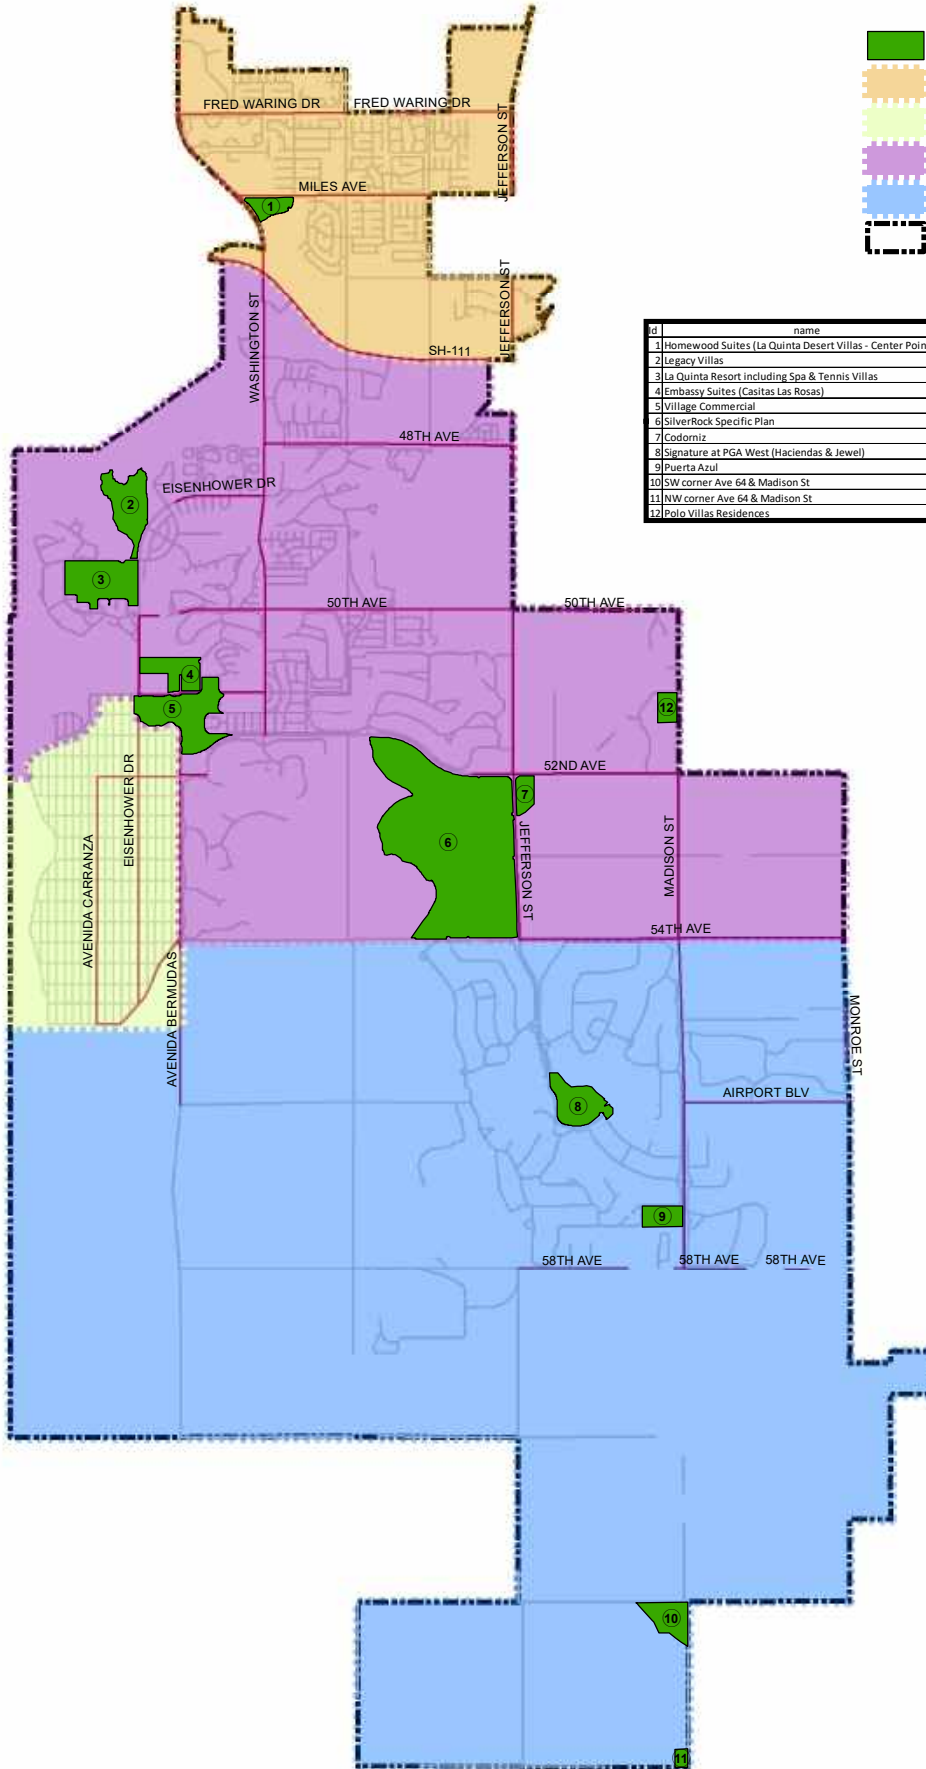 FRED WARING DR
FRED WARING DR
JEFFERSON ST
MILES AVE
1
JEFFERSON ST
WASHINGTON ST
SH-111
Id name
1 Homewood Suites (La Quinta Desert Villas - Center Poin
2 Legacy Villas
3 La Quinta Resort including Spa & Tennis Villas
4 Embassy Suites (Casitas Las Rosas)
5 Village Commercial
6 SilverRock Specific Plan
7 Codorniz
8 Signature at PGA West (Haciendas & Jewel)
9 Puerta Azul
10 SW corner Ave 64 & Madison St
11 NW corner Ave 64 & Madison St
12 Polo Villas Residences
48TH AVE
EISENHOWER DR
2
3
50TH AVE
50TH AVE
4
5
12
52ND AVE
EISENHOWER DR
7
AVENIDA CARRANZA
6
JEFFERSON ST
MADISON ST
54TH AVE
AVENIDA BERMUDAS
MONROE ST
AIRPORT BLV
8
9
58TH AVE
58TH AVE
58TH AVE
10
11